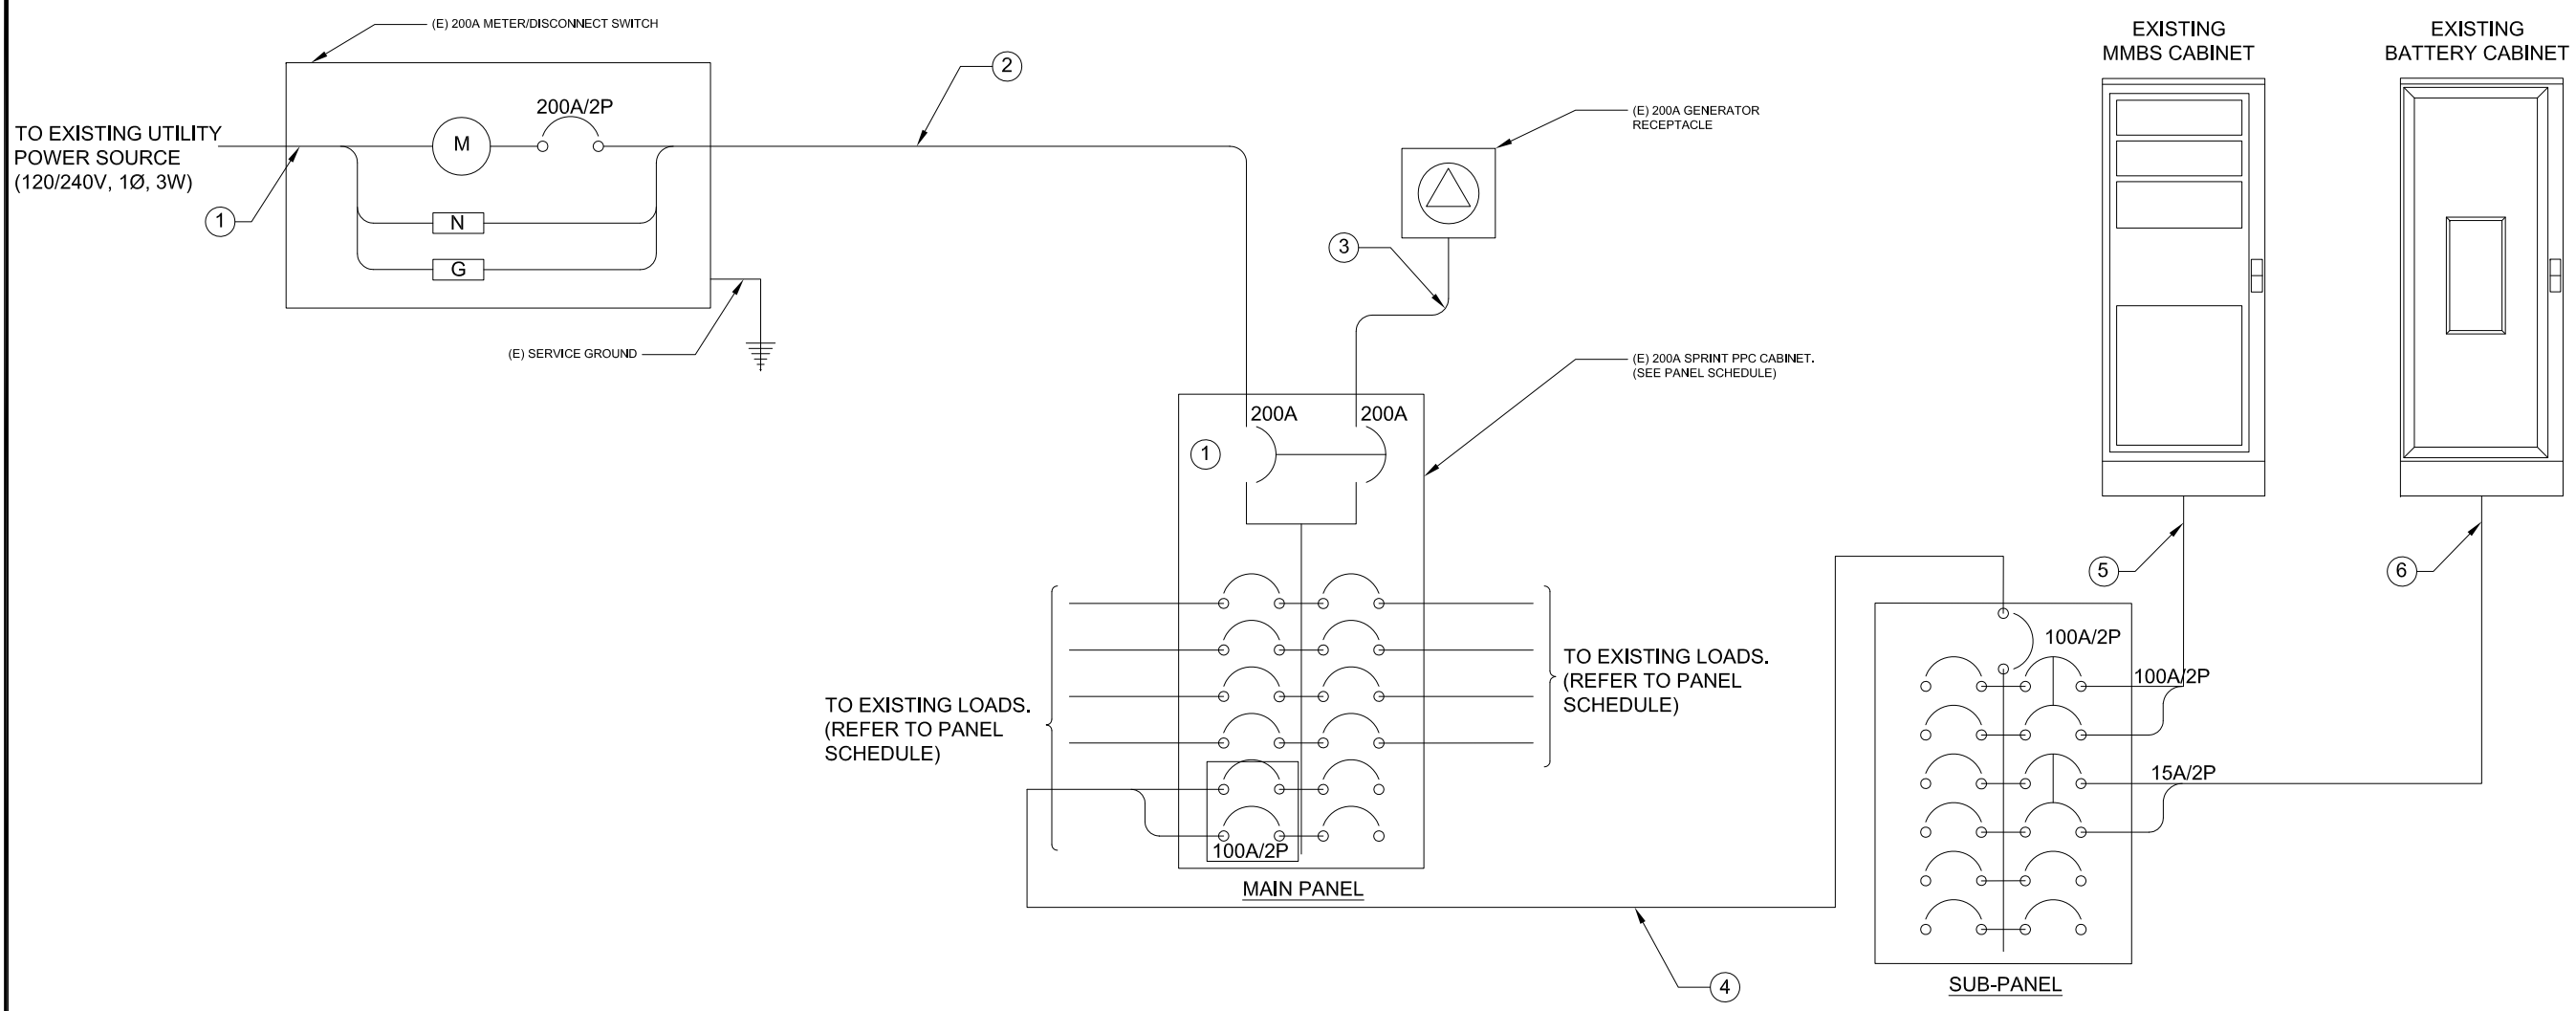 (E) 200A METER/DISCONNECT SWITCH
200A/2P
TO EXISTING UTILITY
POWER SOURCE
(120/240V, 1Ø, 3W)
M
N
G
1
(E) SERVICE GROUND
2
(E) 200A GENERATOR
RECEPTACLE
3
(E) 200A SPRINT PPC CABINET.
(SEE PANEL SCHEDULE)
200A
200A
1
TO EXISTING LOADS.
(REFER TO PANEL
SCHEDULE)
TO EXISTING LOADS.
(REFER TO PANEL
SCHEDULE)
100A/2P
MAIN PANEL
4
EXISTING
MMBS CABINET
EXISTING
BATTERY CABINET
5
6
100A/2P
100A/2P
15A/2P
SUB-PANEL